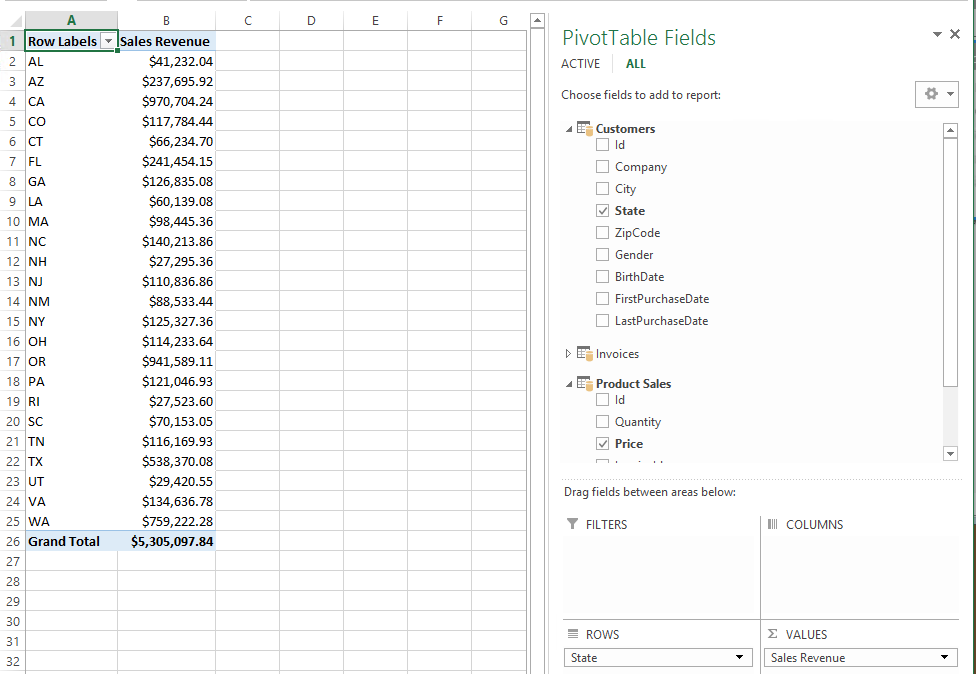 A B C D E F G
1 Row Labels Sales Revenue
2 AL $41,232.04
3 AZ $237,695.92
4 CA $970,704.24
5 CO $117,784.44
6 CT $66,234.70
7 FL $241,454.15
8 GA $126,835.08
9 LA $60,139.08
10 MA $98,445.36
11 NC $140,213.86
12 NH $27,295.36
13 NJ $110,836.86
14 NM $88,533.44
15 NY $125,327.36
16 OH $114,233.64
17 OR $941,589.11
18 PA $121,046.93
19 RI $27,523.60
20 SC $70,153.05
21 TN $116,169.93
22 TX $538,370.08
23 UT $29,420.55
24 VA $134,636.78
25 WA $759,222.28
26 Grand Total $5,305,097.84
27
28
29
30
31
32
PivotTable Fields
ACTIVE ALL
Choose fields to add to report:
Customers
Id
Company
City
State
ZipCode
Gender
BirthDate
FirstPurchaseDate
LastPurchaseDate
Invoices
Product Sales
Id
Quantity
Price
Drag fields between areas below:
FILTERS
COLUMNS
ROWS
State
Σ VALUES
Sales Revenue